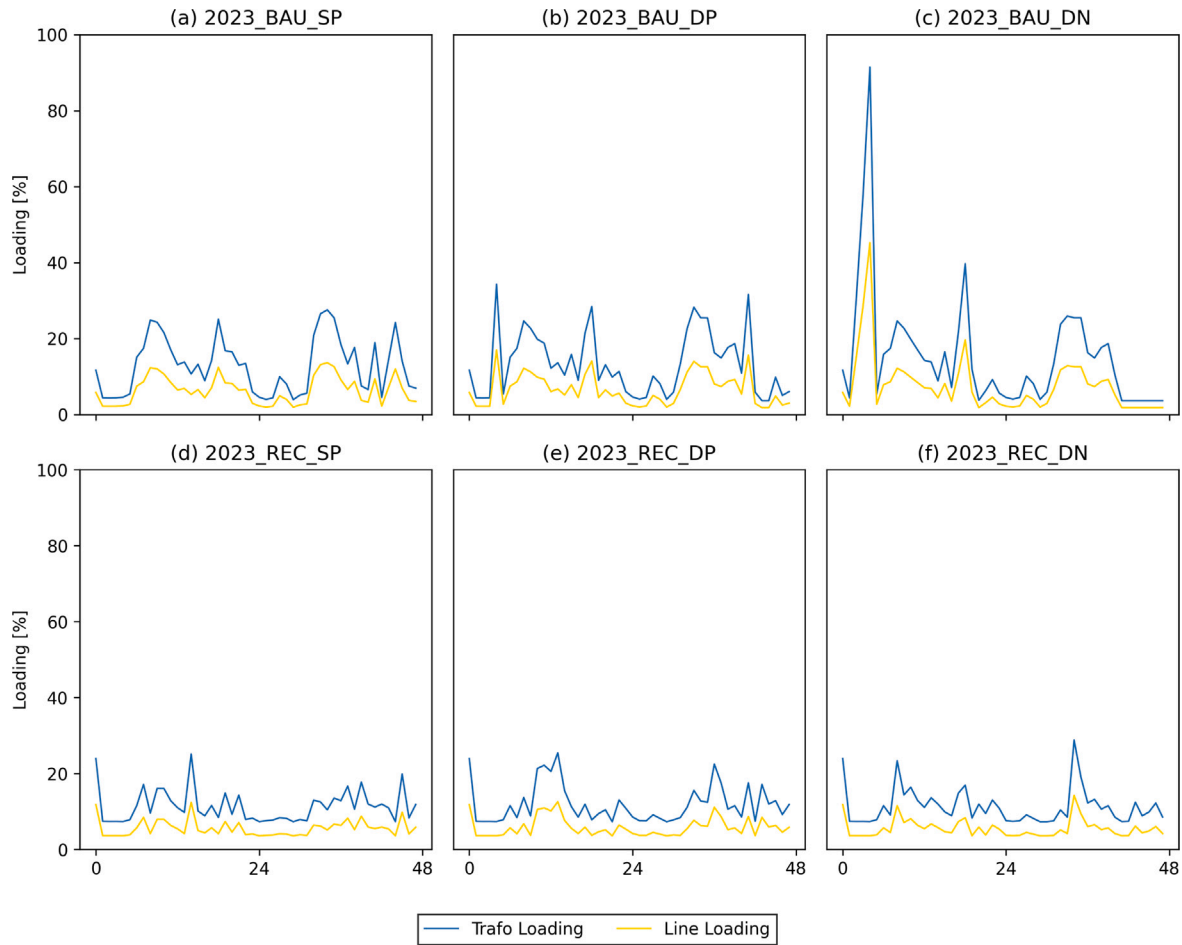 (a) 2023_BAU_SP
(b) 2023_BAU_DP
(c) 2023_BAU_DN
100
80
60
40
20
0
Loading [%]
(d) 2023_REC_SP
(e) 2023_REC_DP
(f) 2023_REC_DN
100
80
60
40
20
0
Loading [%]
0 24 48
0 24 48
0 24 48
Trafo Loading
Line Loading